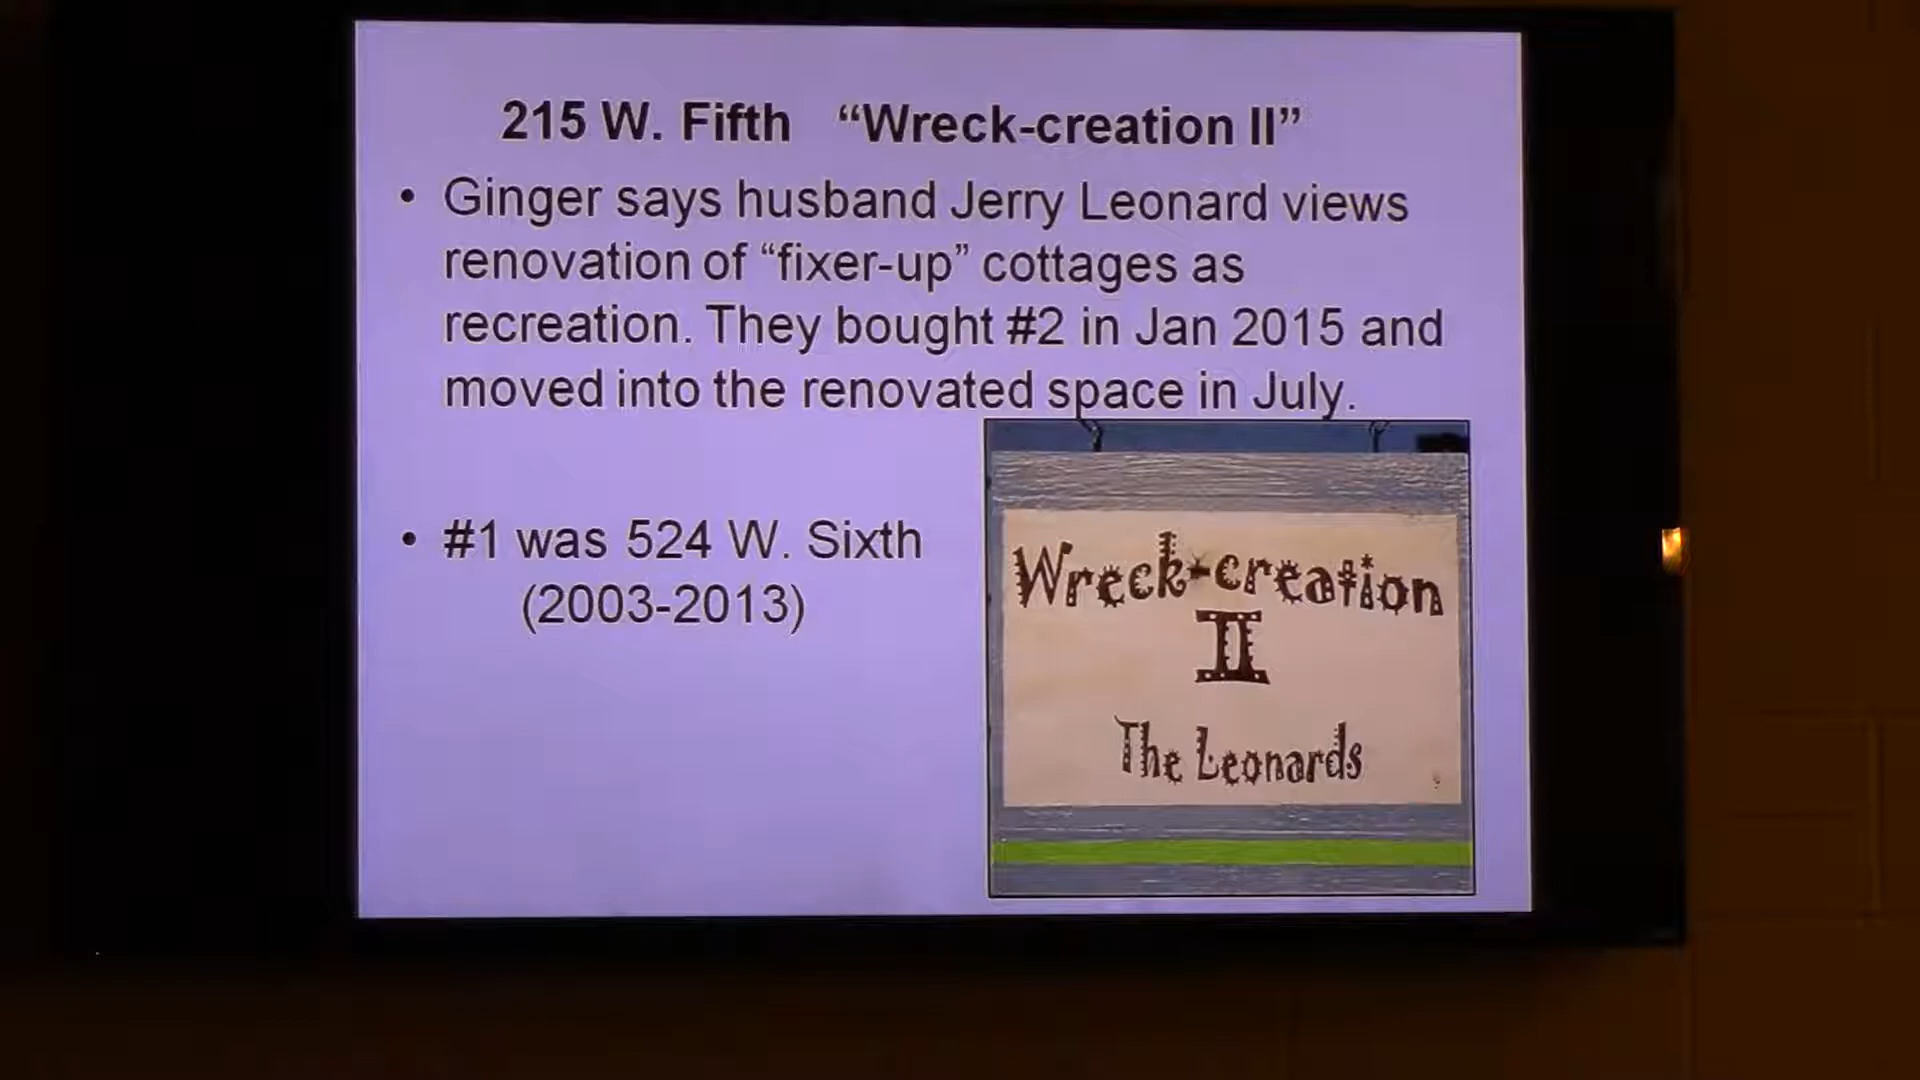 215 W. Fifth “Wreck-creation II”
• Ginger says husband Jerry Leonard views
renovation of “fixer-up” cottages as
recreation. They bought #2 in Jan 2015 and
moved into the renovated space in July.
• #1 was 524 W. Sixth
(2003-2013)
Wreck-creation
II
The Leonards